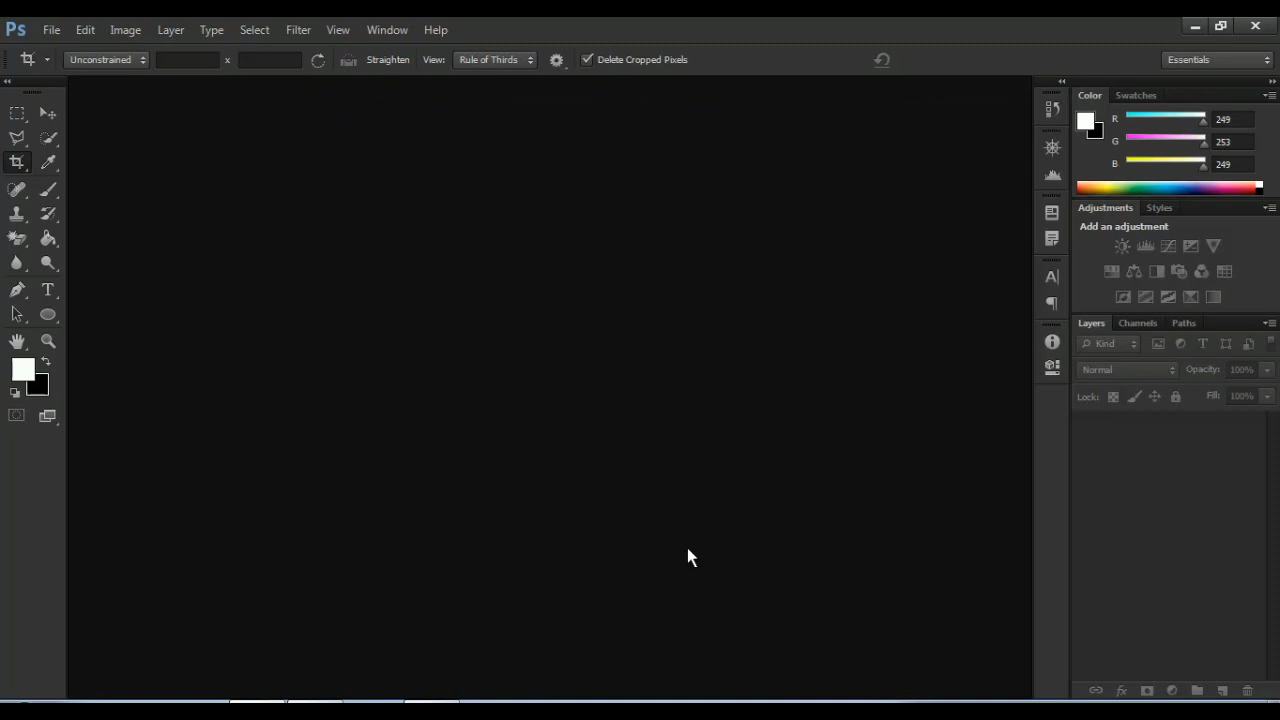 Ps File Edit Image Layer Type Select Filter View Window Help
Unconstrained x Straighten View: Rule of Thirds Delete Cropped Pixels Essentials
Color Swatches
R 249
G 253
B 249
Adjustments Styles
Add an adjustment
Layers Channels Paths
Kind T
Normal Opacity: 100%
Lock: Fill: 100%
T
A
fx